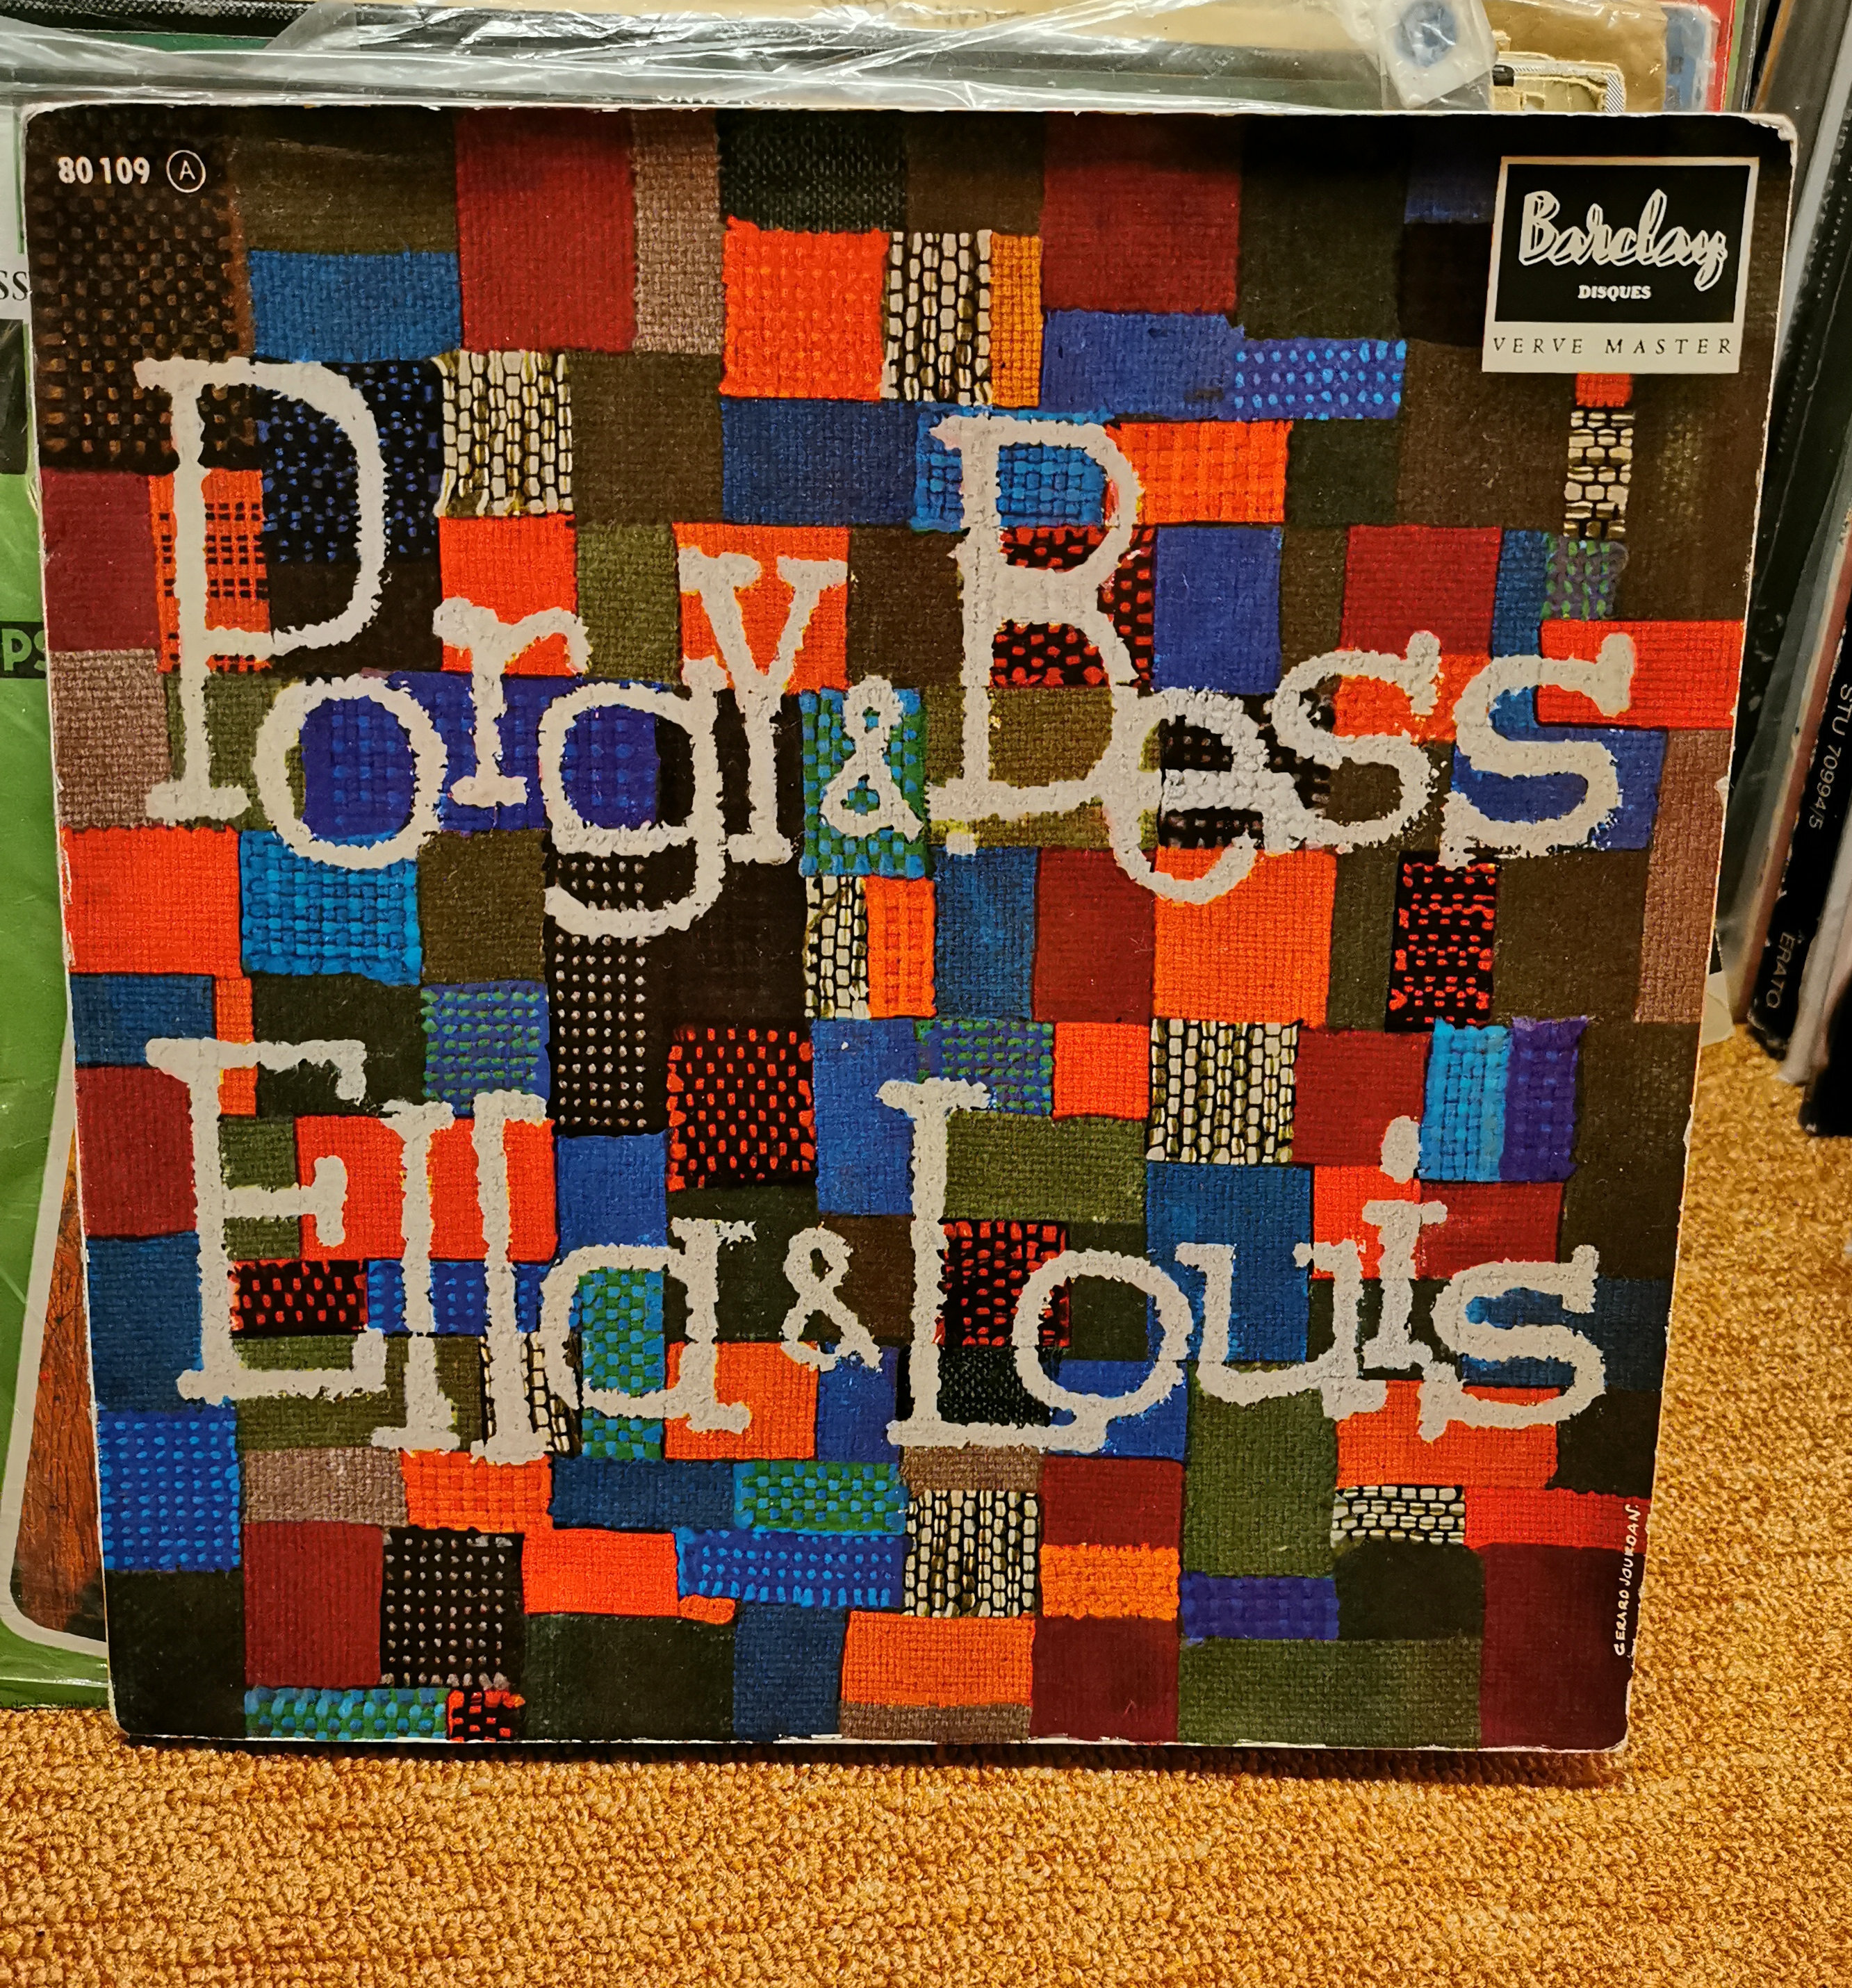 80 109 A
Barclay
DISQUES
VERVE MASTER
Porgy & Bess
Ella & Louis
GERARD JOURDAN
STU 70994/5
ERATO